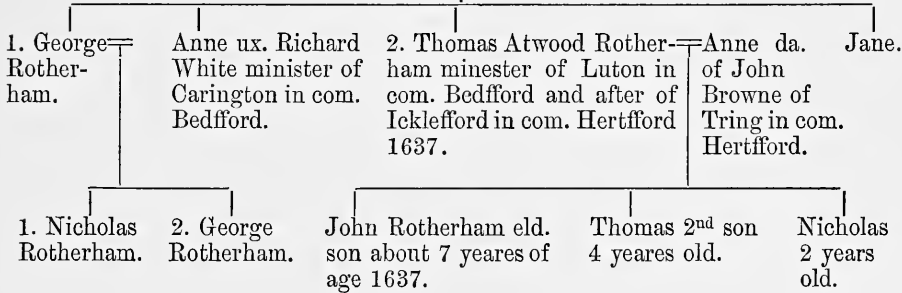 1. George
Rother-
ham.
Anne ux. Richard
White minister of
Carington in com.
Bedfford.
2. Thomas Atwood Rother-
ham minester of Luton in
com. Bedfford and after of
Icklefford in com. Hertfford
1637.
Anne da.
of John
Browne of
Tring in com.
Hertfford.
Jane.
1. Nicholas
Rotherham.
2. George
Rotherham.
John Rotherham eld.
son about 7 yeares of
age 1637.
Thomas 2nd son
4 yeares old.
Nicholas
2 years
old.